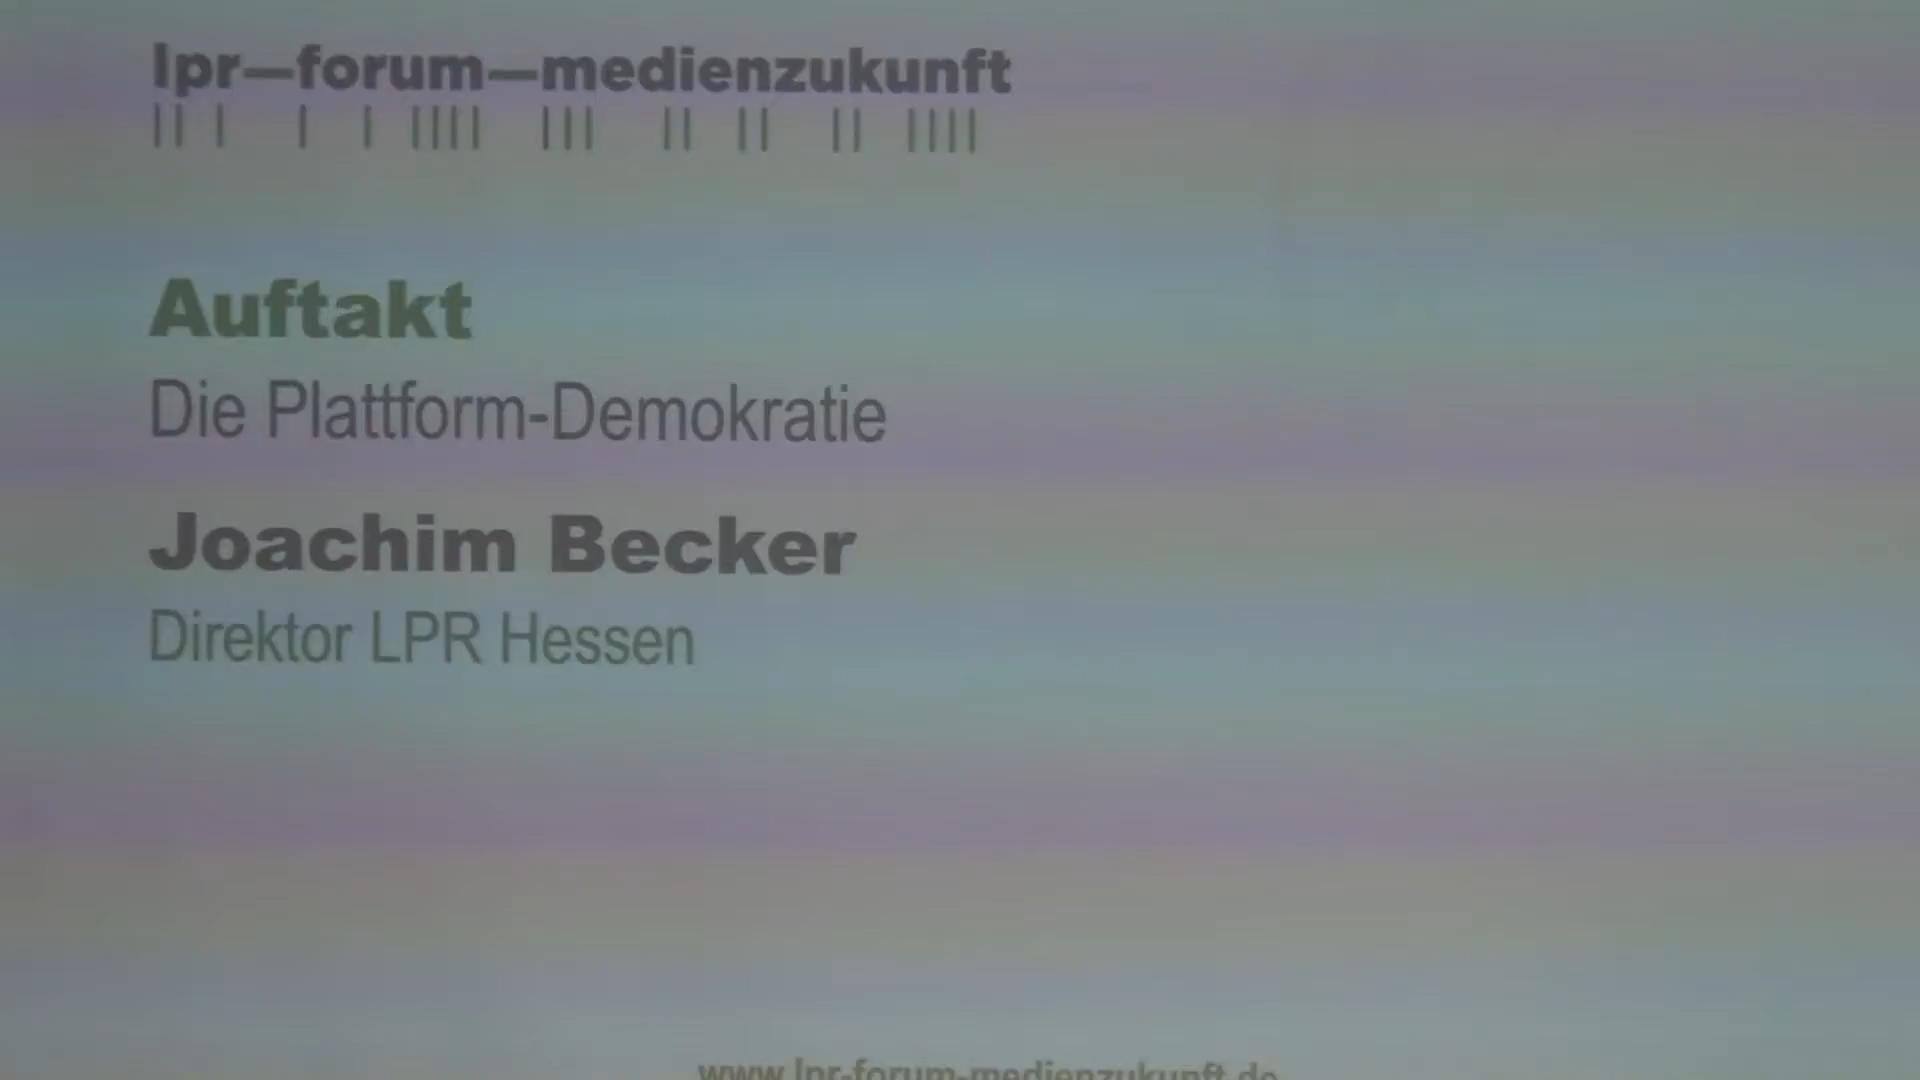 lpr—forum—medienzukunft
Auftakt
Die Plattform-Demokratie
Joachim Becker
Direktor LPR Hessen
www.lpr-forum-medienzukunft.de